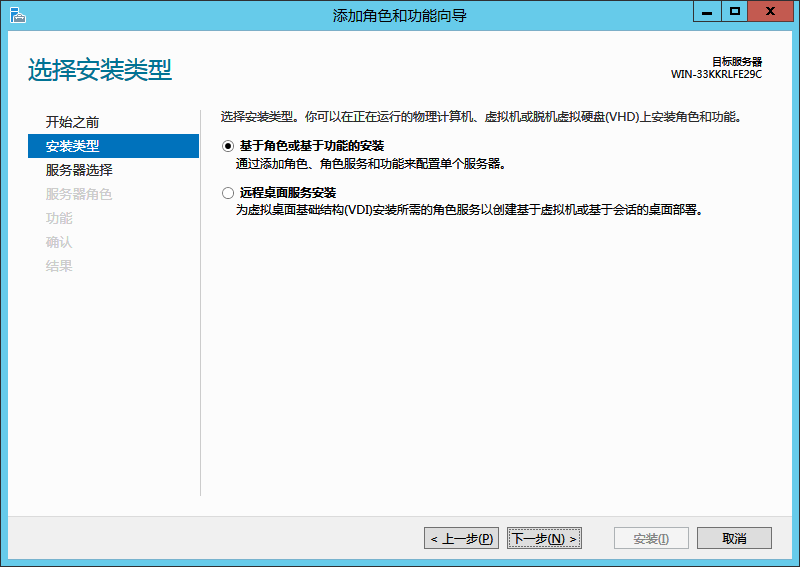 添加角色和功能向导
选择安装类型
目标服务器
WIN-33KKRLFE29C
开始之前
安装类型
服务器选择
服务器角色
功能
确认
结果
选择安装类型。你可以在正在运行的物理计算机、虚拟机或脱机虚拟硬盘(VHD)上安装角色和功能。
基于角色或基于功能的安装
通过添加角色、角色服务和功能来配置单个服务器。
远程桌面服务安装
为虚拟桌面基础结构(VDI)安装所需的角色服务以创建基于虚拟机或基于会话的桌面部署。
< 上一步(P) 下一步(N) > 安装(I) 取消